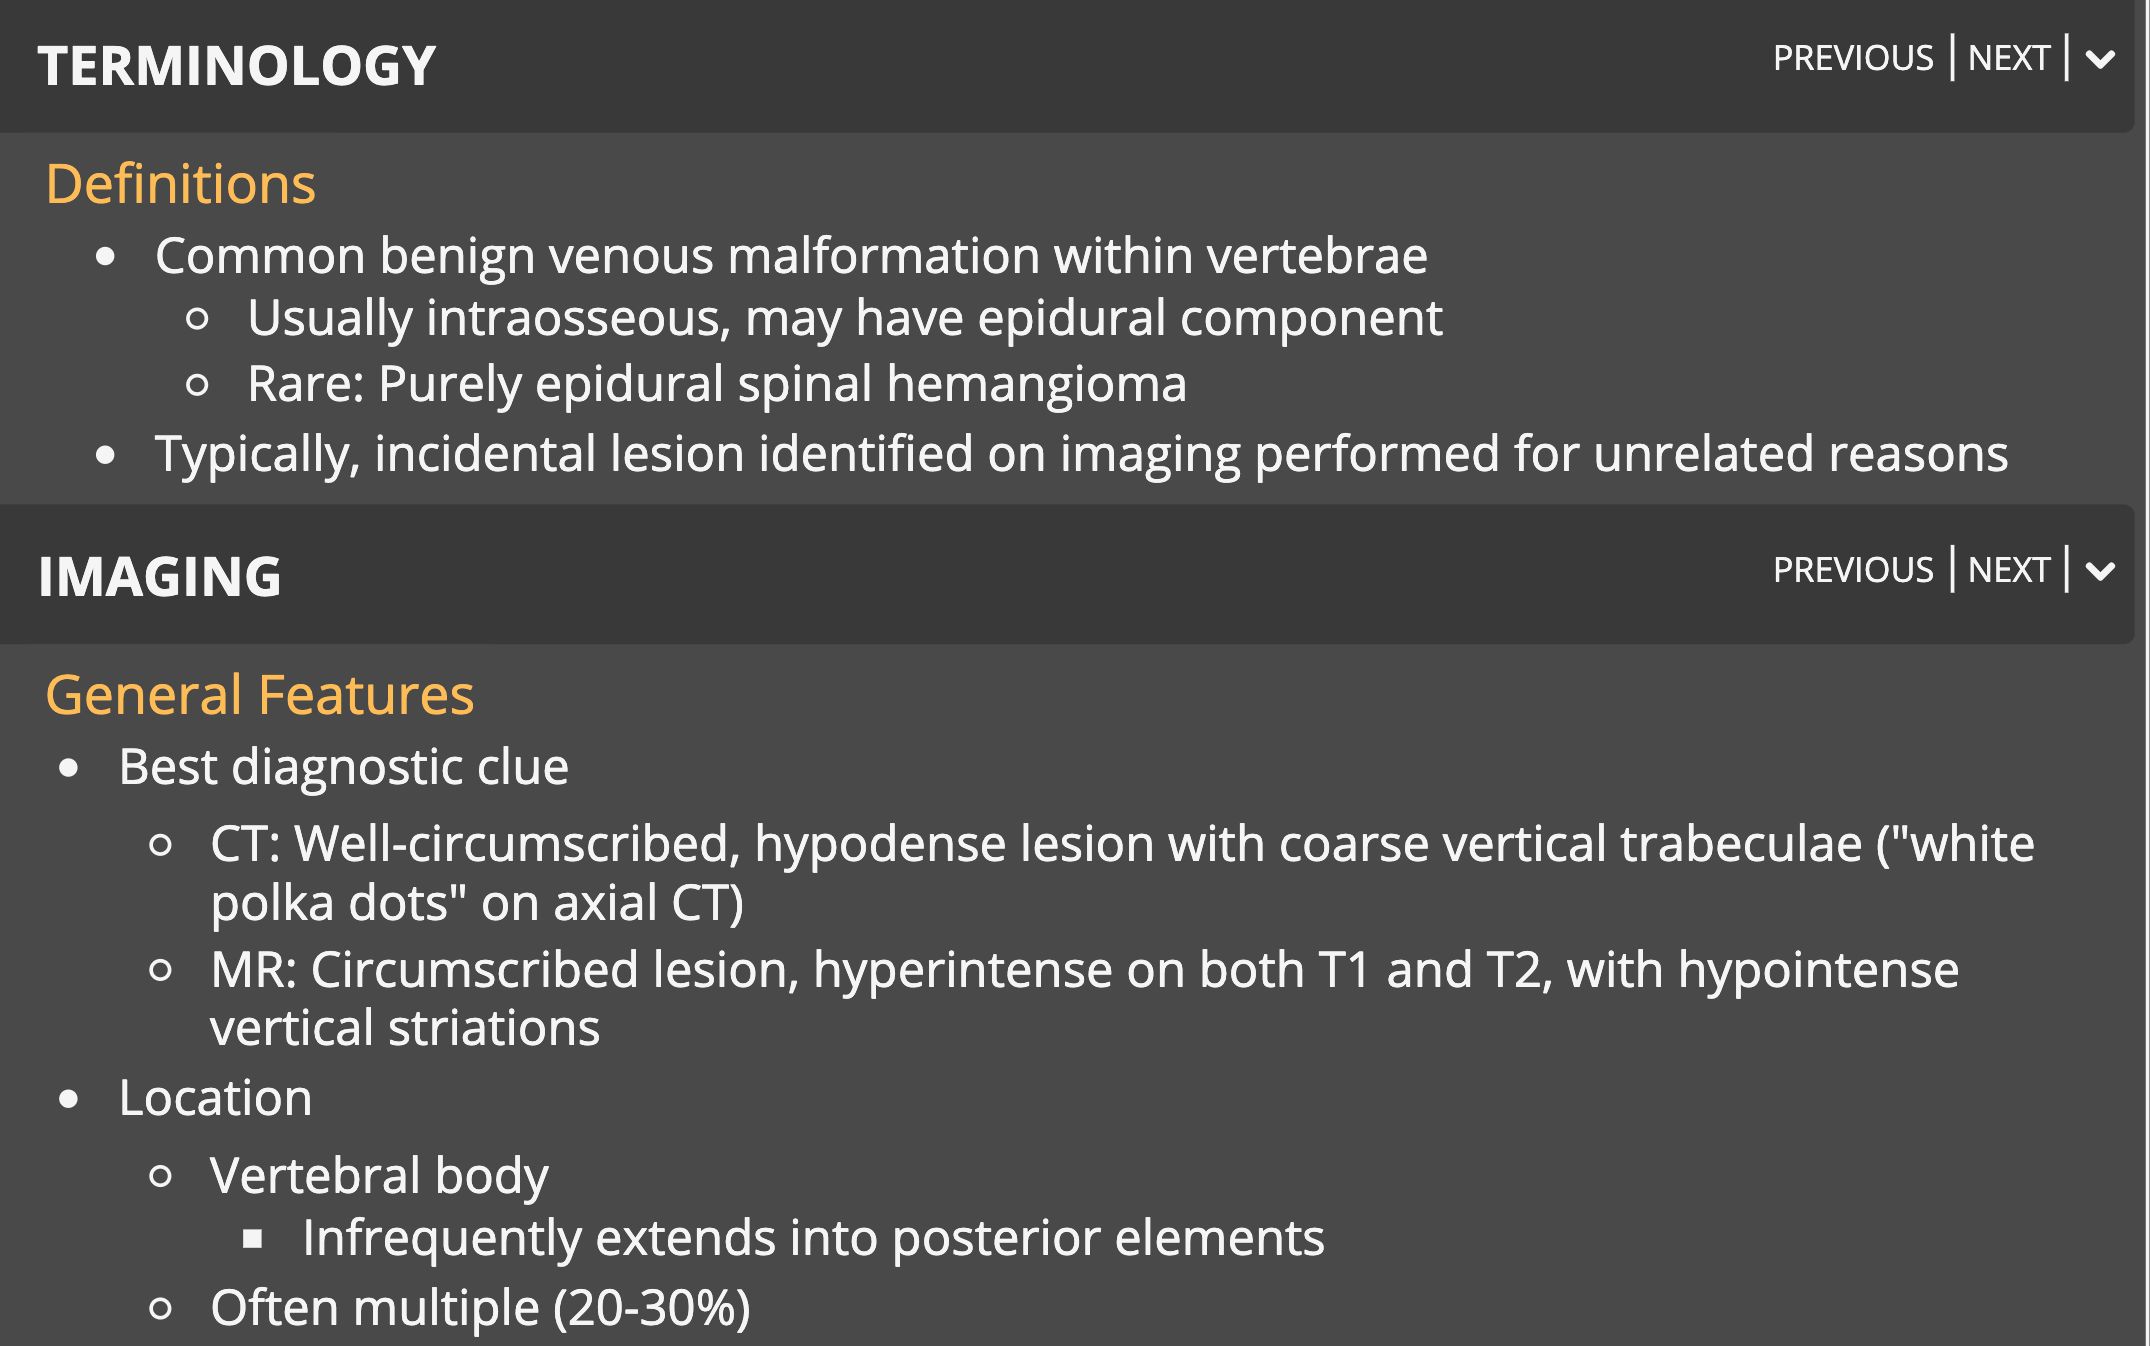 TERMINOLOGY
PREVIOUS | NEXT |
Definitions
• Common benign venous malformation within vertebrae
○ Usually intraosseous, may have epidural component
○ Rare: Purely epidural spinal hemangioma
• Typically, incidental lesion identified on imaging performed for unrelated reasons
IMAGING
PREVIOUS | NEXT |
General Features
• Best diagnostic clue
○ CT: Well-circumscribed, hypodense lesion with coarse vertical trabeculae ("white
polka dots" on axial CT)
○ MR: Circumscribed lesion, hyperintense on both T1 and T2, with hypointense
vertical striations
• Location
○ Vertebral body
■ Infrequently extends into posterior elements
○ Often multiple (20-30%)